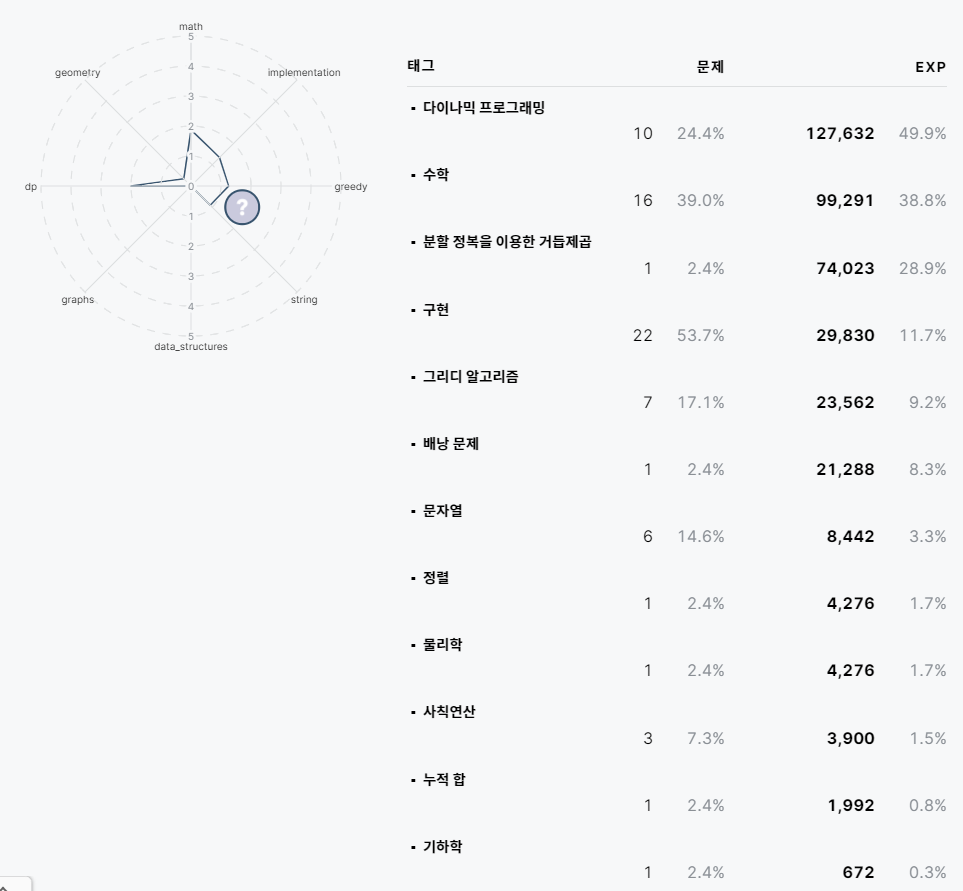 math
5
geometry
implementation
4
3
2
1
dp
0
greedy
?
1
2
3
graphs
string
4
5
data_structures
태그 문제 EXP
▪ 다이나믹 프로그래밍
10 24.4% 127,632 49.9%
▪ 수학
16 39.0% 99,291 38.8%
▪ 분할 정복을 이용한 거듭제곱
1 2.4% 74,023 28.9%
▪ 구현
22 53.7% 29,830 11.7%
▪ 그리디 알고리즘
7 17.1% 23,562 9.2%
▪ 배낭 문제
1 2.4% 21,288 8.3%
▪ 문자열
6 14.6% 8,442 3.3%
▪ 정렬
1 2.4% 4,276 1.7%
▪ 물리학
1 2.4% 4,276 1.7%
▪ 사칙연산
3 7.3% 3,900 1.5%
▪ 누적 합
1 2.4% 1,992 0.8%
▪ 기하학
1 2.4% 672 0.3%